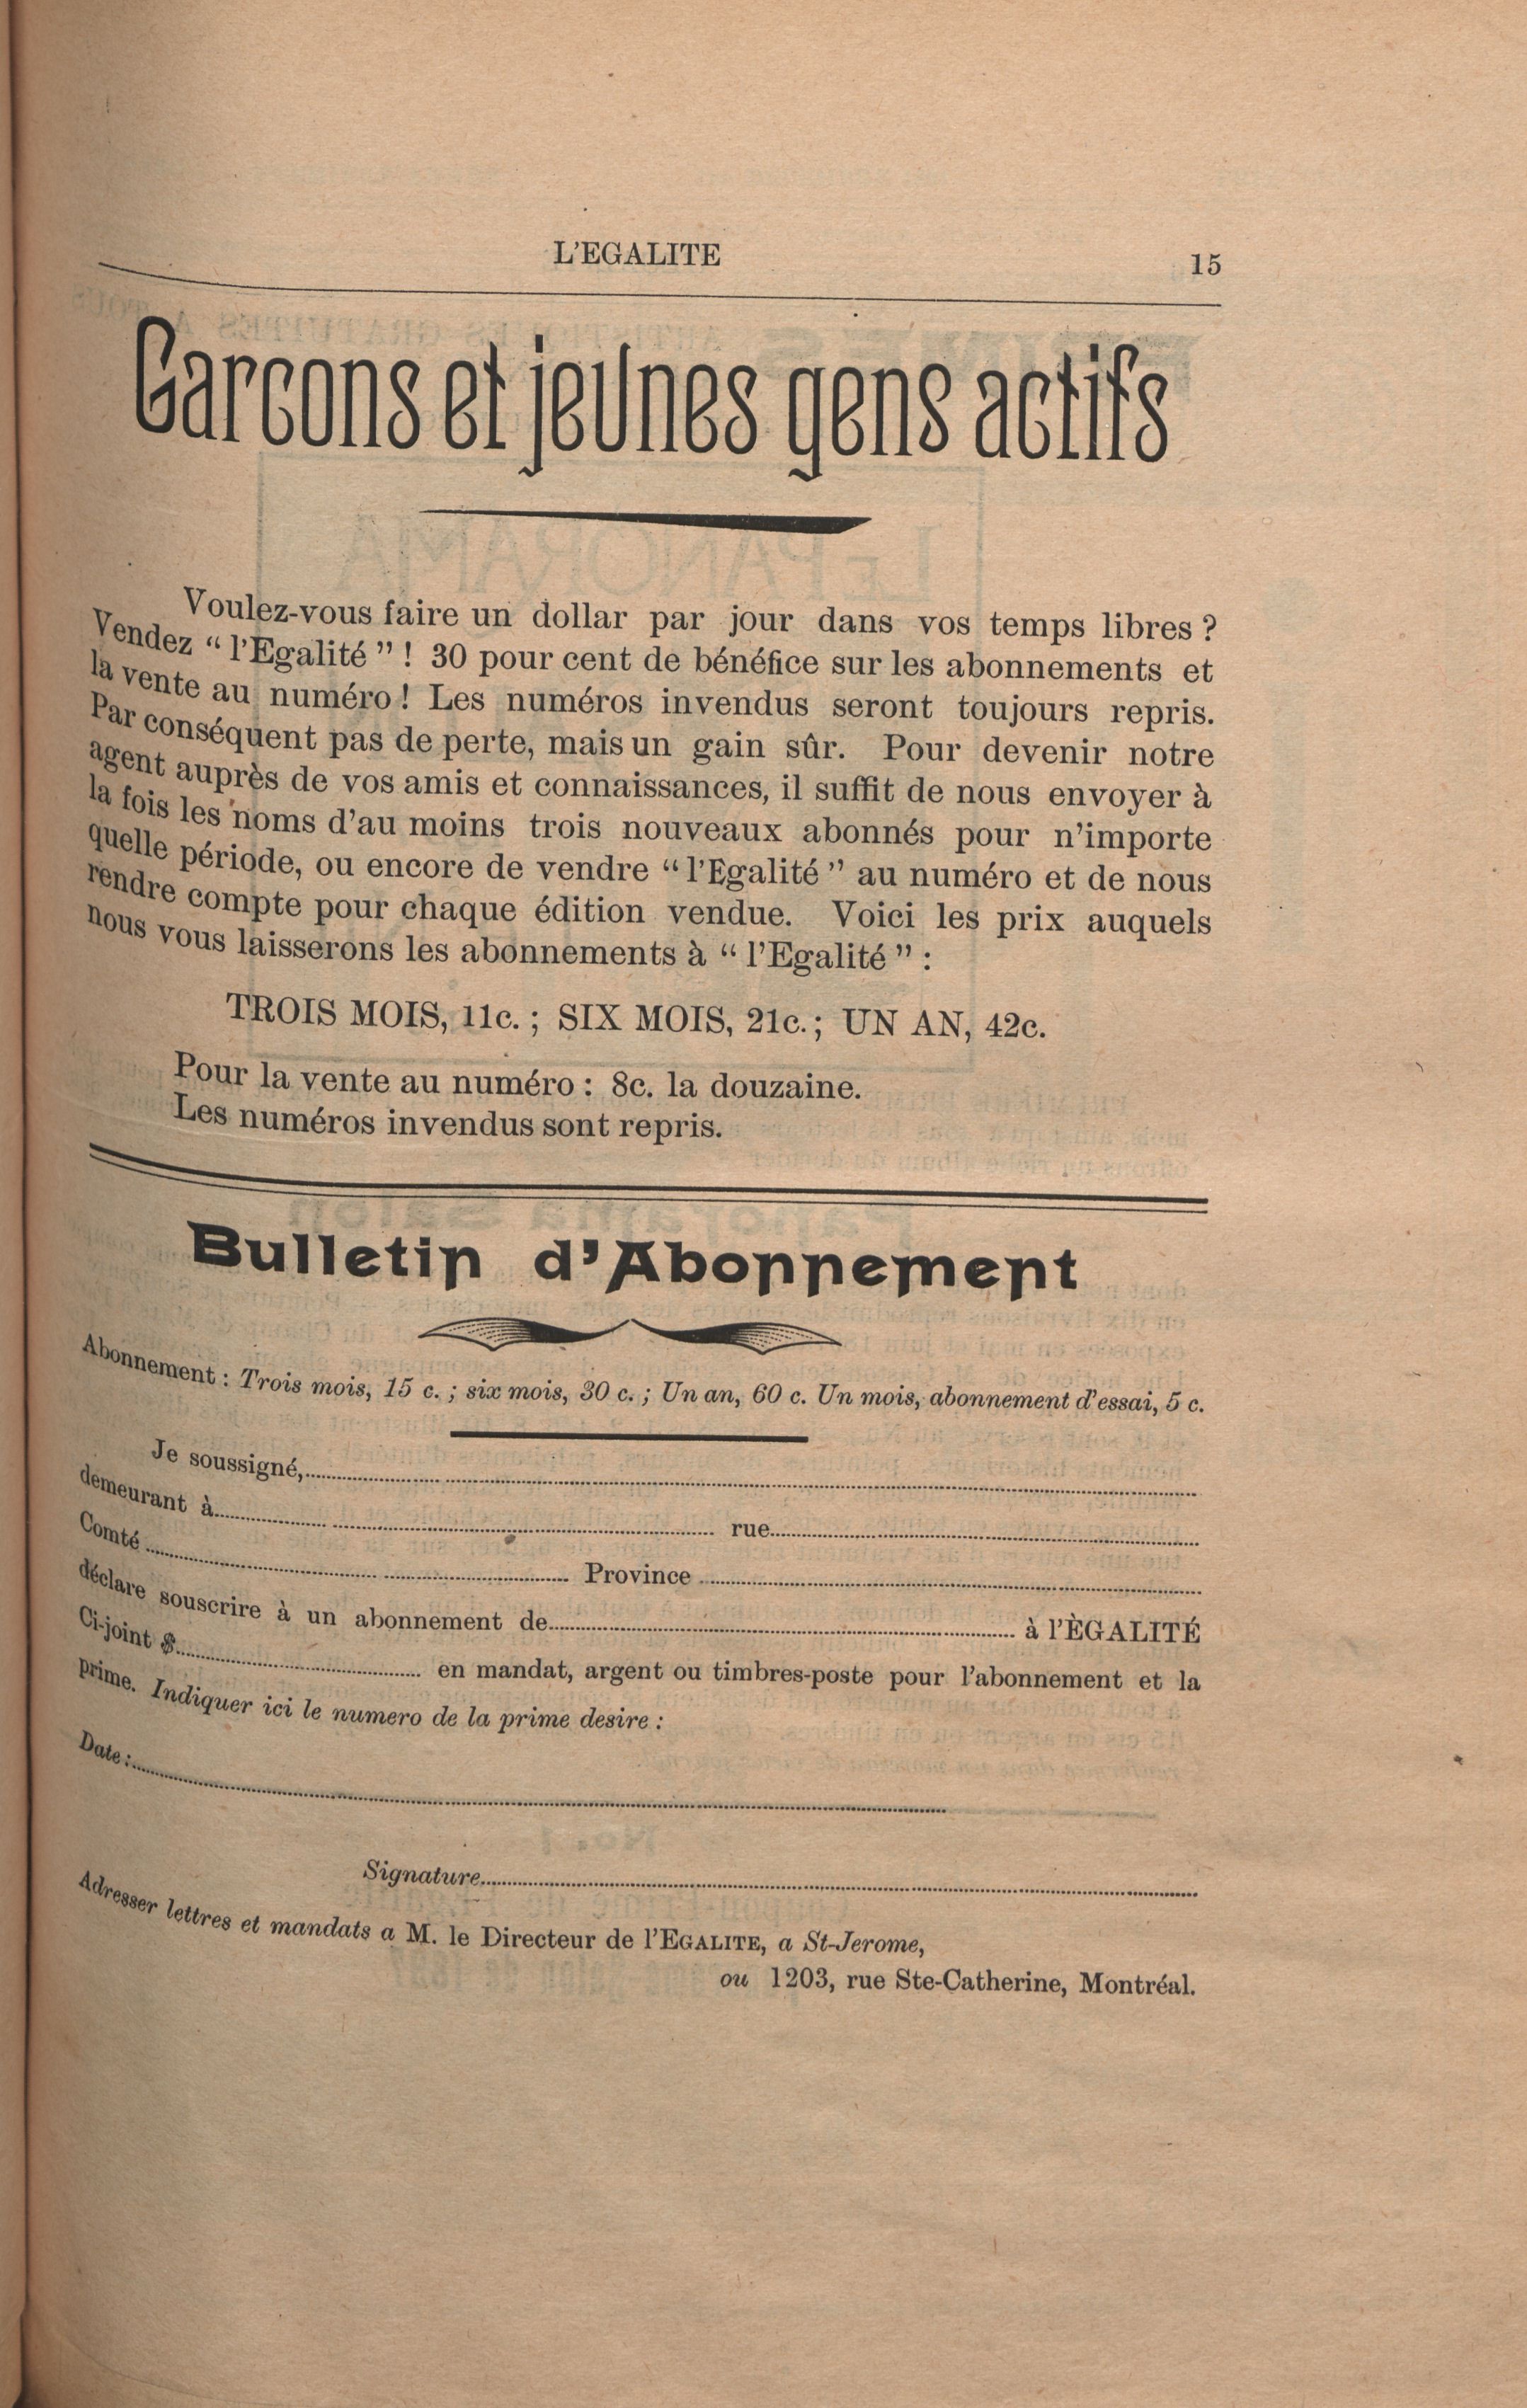 L'EGALITE 15
Garcons et jeunes gens actifs
Voulez-vous faire un dollar par jour dans vos temps libres ?
Vendez “ l'Egalité ” ! 30 pour cent de bénéfice sur les abonnements et
la vente au numéro ! Les numéros invendus seront toujours repris.
Par conséquent pas de perte, mais un gain sûr. Pour devenir notre
agent auprès de vos amis et connaissances, il suffit de nous envoyer à
la fois les noms d'au moins trois nouveaux abonnés pour n'importe
quelle période, ou encore de vendre “ l'Egalité ” au numéro et de nous
rendre compte pour chaque édition vendue. Voici les prix auquels
nous vous laisserons les abonnements à “ l'Egalité ” :
TROIS MOIS, 11c. ; SIX MOIS, 21c. ; UN AN, 42c.
Pour la vente au numéro : 8c. la douzaine.
Les numéros invendus sont repris.
Bulletin d'Abonnement
Abonnement : Trois mois, 15 c. ; six mois, 30 c. ; Un an, 60 c. Un mois, abonnement d'essai, 5 c.
Je soussigné,
demeurant à rue
Comté Province
déclare souscrire à un abonnement de à l'ÈGALITÉ
Ci-joint $ en mandat, argent ou timbres-poste pour l'abonnement et la
prime. Indiquer ici le numero de la prime desire :
Date :
Signature
Adresser lettres et mandats a M. le Directeur de l'EGALITE, a St-Jerome,
ou 1203, rue Ste-Catherine, Montréal.